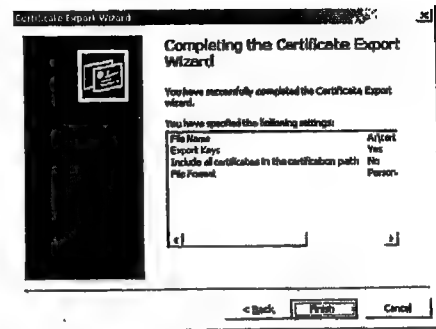 Certificate Export Wizard
Completing the Certificate Export
Wizard
You have successfully completed the Certificate Export
wizard.
You have specified the following settings:
File Name
Export Keys Yes
Include all certificates in the certification path No
File Format Person
< Back Finish Cancel